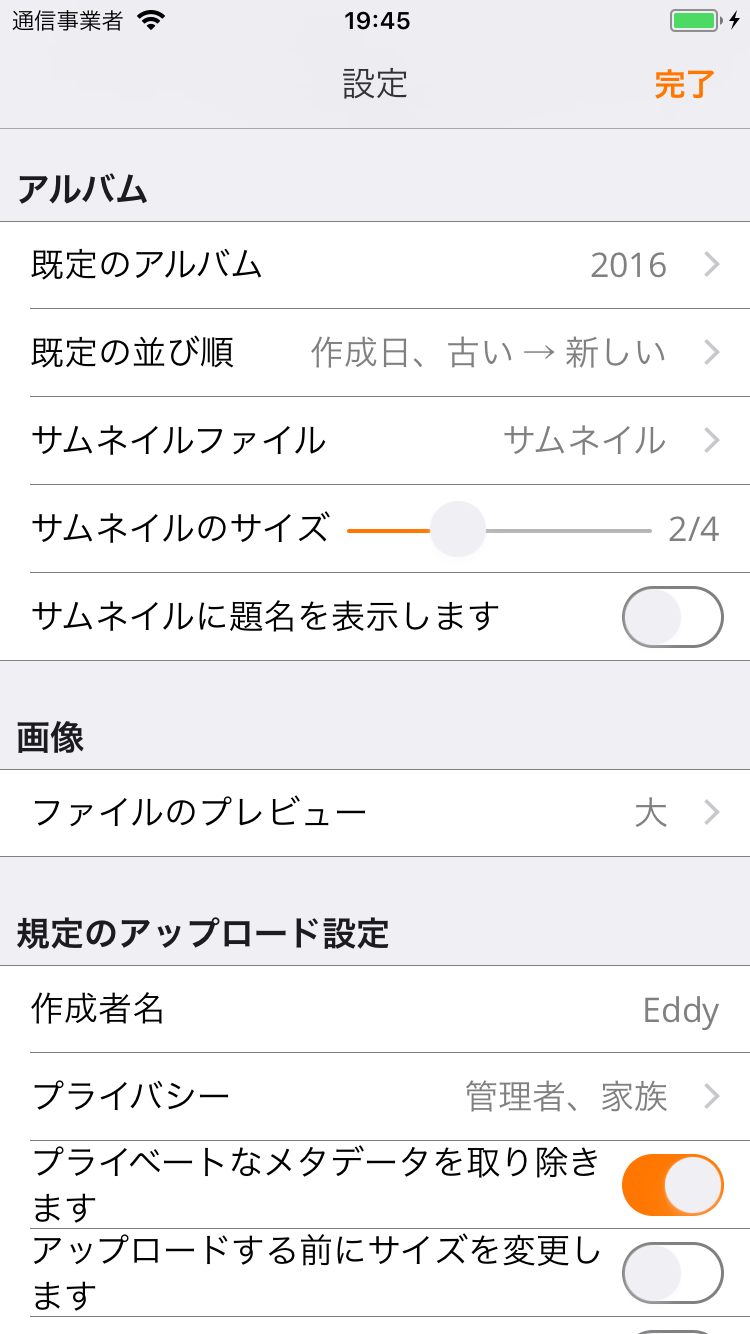 通信事業者 19:45
設定 完了
アルバム
既定のアルバム 2016
既定の並び順 作成日、古い → 新しい
サムネイルファイル サムネイル
サムネイルのサイズ 2/4
サムネイルに題名を表示します
画像
ファイルのプレビュー 大
規定のアップロード設定
作成者名 Eddy
プライバシー 管理者、家族
プライベートなメタデータを取り除き
ます
アップロードする前にサイズを変更し
ます